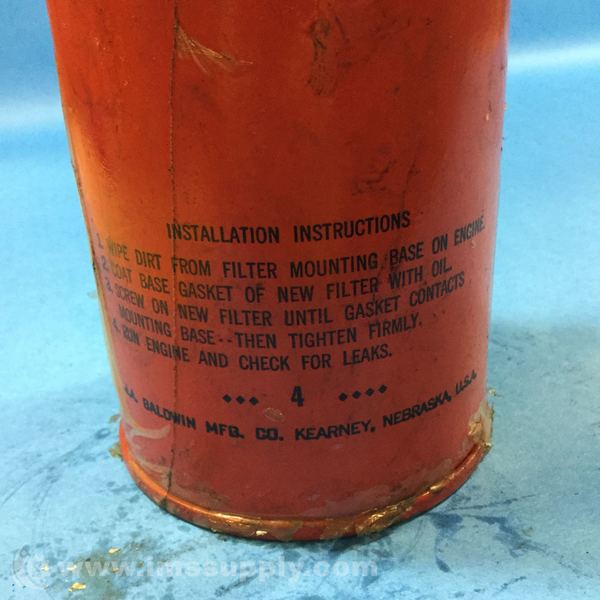 INSTALLATION INSTRUCTIONS
1. WIPE DIRT FROM FILTER MOUNTING BASE ON ENGINE.
2. COAT BASE GASKET OF NEW FILTER WITH OIL.
3. SCREW ON NEW FILTER UNTIL GASKET CONTACTS
MOUNTING BASE--THEN TIGHTEN FIRMLY.
4. RUN ENGINE AND CHECK FOR LEAKS.
4
BALDWIN MFG. CO. KEARNEY, NEBRASKA, U.S.A.
www.imssupply.com